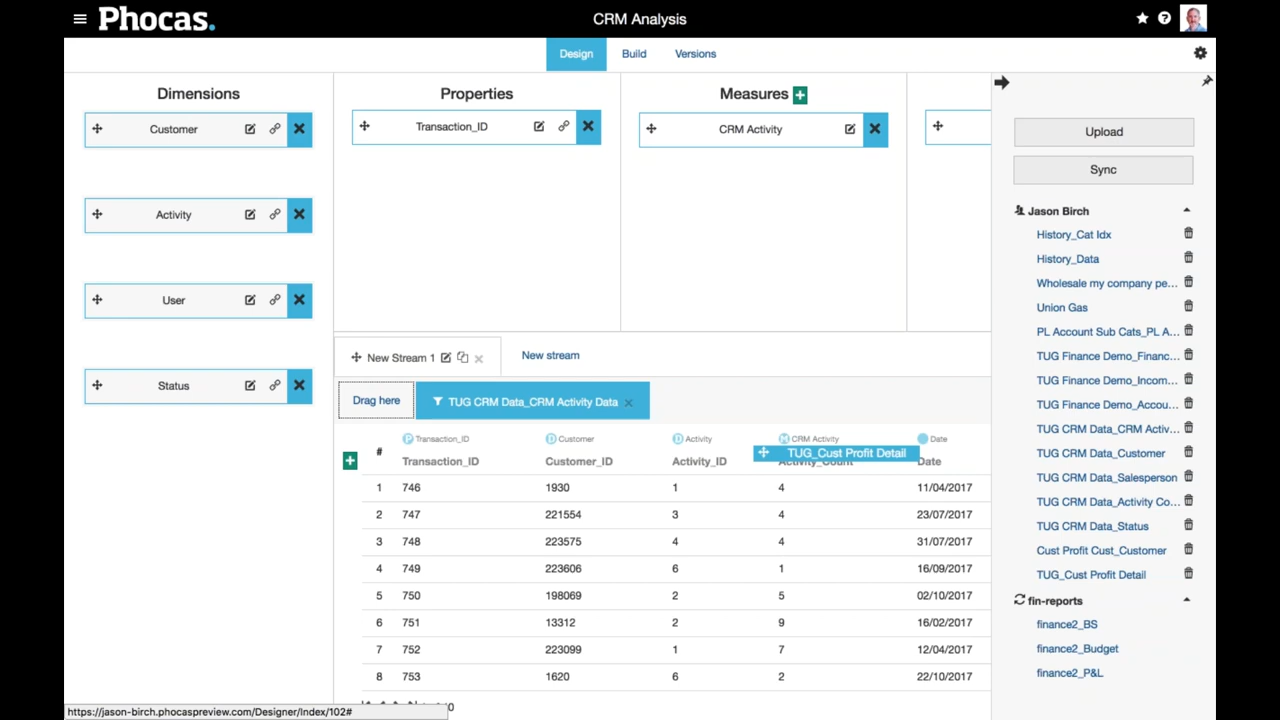 Phocas.
CRM Analysis
Design Build Versions
Dimensions
Customer
Activity
User
Status
Properties
Transaction_ID
Measures
CRM Activity
Upload
Sync
Jason Birch
History_Cat Idx
History_Data
Wholesale my company pe...
Union Gas
PL Account Sub Cats_PL A...
TUG Finance Demo_Financ...
TUG Finance Demo_Incom...
TUG Finance Demo_Accou...
TUG CRM Data_CRM Activ...
TUG CRM Data_Customer
TUG CRM Data_Salesperson
TUG CRM Data_Activity Co...
TUG CRM Data_Status
Cust Profit Cust_Customer
TUG_Cust Profit Detail
fin-reports
finance2_BS
finance2_Budget
finance2_P&L
New Stream 1 New stream
Drag here TUG CRM Data_CRM Activity Data
P Transaction_ID D Customer D Activity M CRM Activity Date
TUG_Cust Profit Detail
# Transaction_ID Customer_ID Activity_ID Activity_Count Date
1 746 1930 1 4 11/04/2017
2 747 221554 3 4 23/07/2017
3 748 223575 4 4 31/07/2017
4 749 223606 6 1 16/09/2017
5 750 198069 2 5 02/10/2017
6 751 13312 2 9 16/02/2017
7 752 223099 1 7 12/04/2017
8 753 1620 6 2 22/10/2017
https://jason-birch.phocaspreview.com/Designer/Index/102#